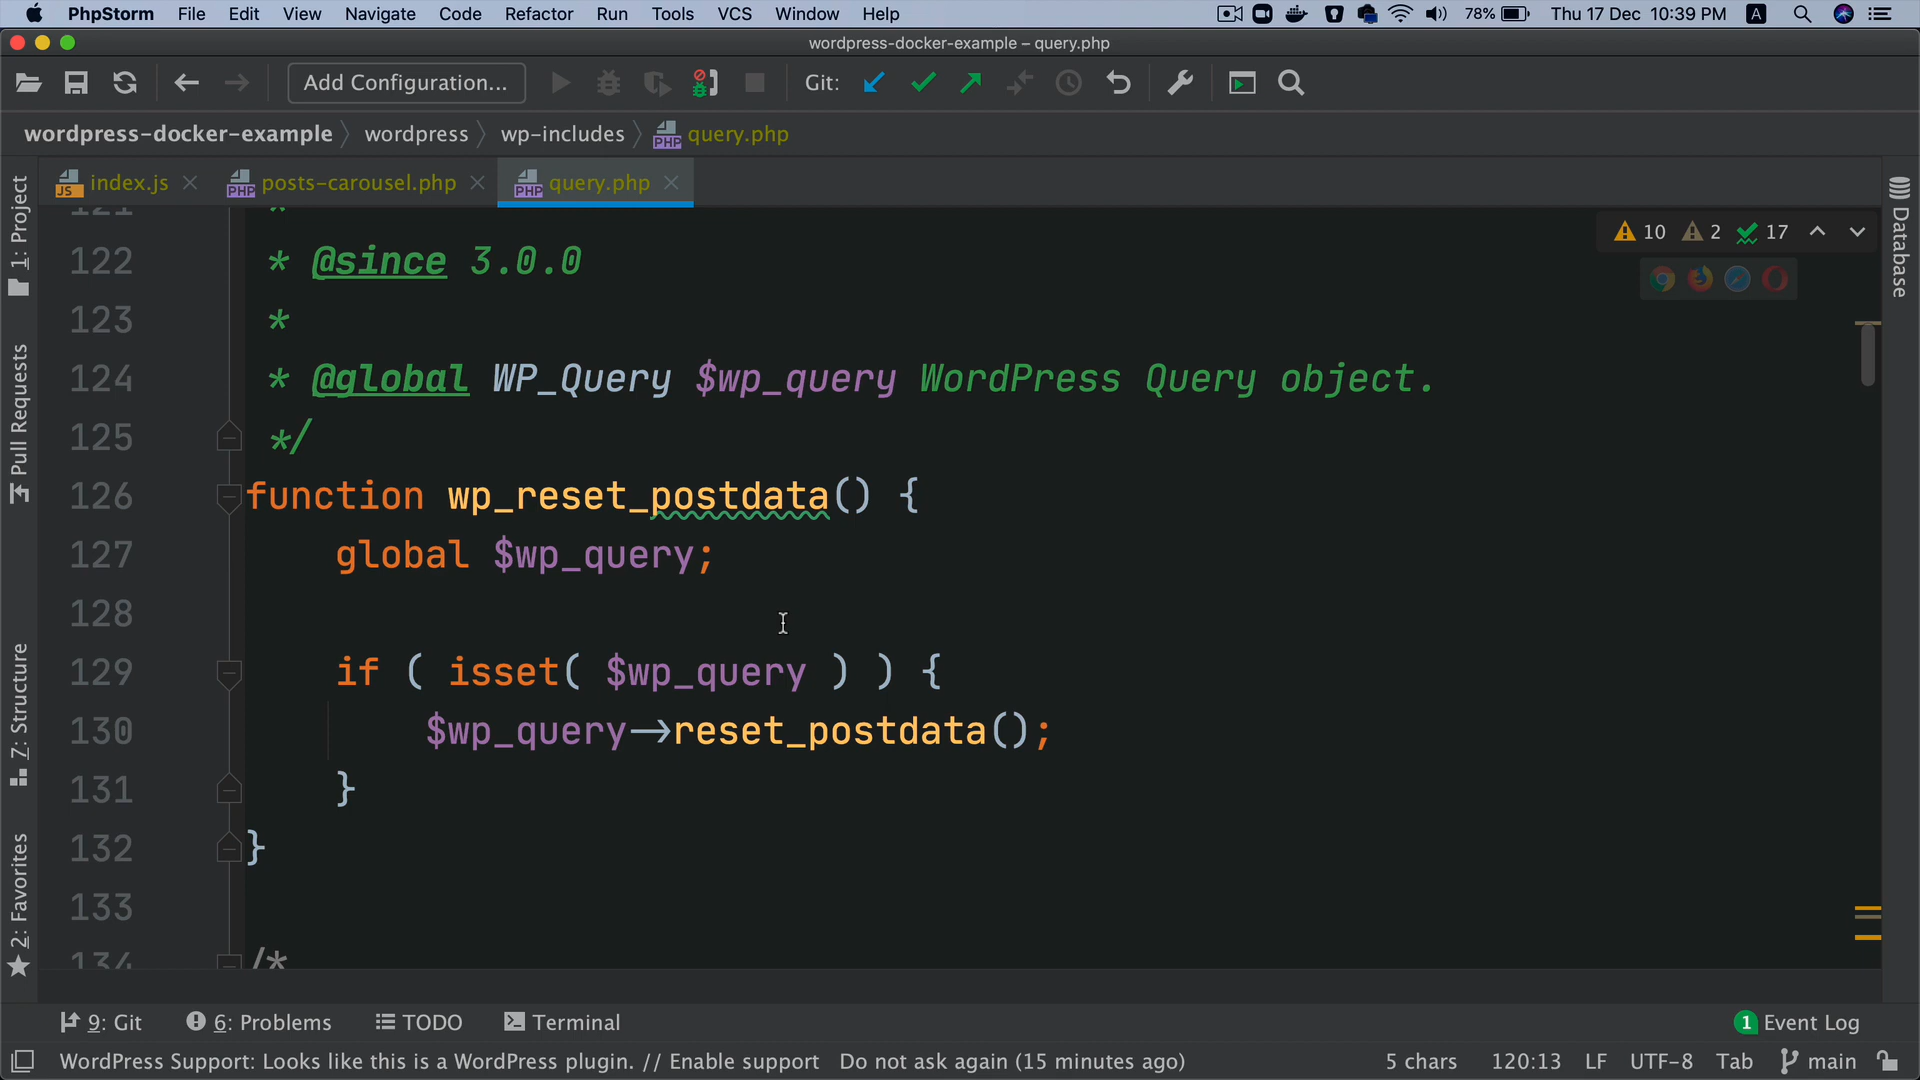 PhpStorm File Edit View Navigate Code Refactor Run Tools VCS Window Help 78% Thu 17 Dec 10:39 PM A
wordpress-docker-example – query.php
Add Configuration... Git:
wordpress-docker-example wordpress wp-includes PHP query.php
JS index.js PHP posts-carousel.php PHP query.php
10 2 17
1: Project
Pull Requests
Z: Structure
2: Favorites
Database
121 *
122 * @since 3.0.0
123 *
124 * @global WP_Query $wp_query WordPress Query object.
125 */
126 function wp_reset_postdata() {
127 global $wp_query;
128
129 if ( isset( $wp_query ) ) {
130 $wp_query->reset_postdata();
131 }
132 }
133
134 /*
9: Git 6: Problems TODO Terminal 1 Event Log
WordPress Support: Looks like this is a WordPress plugin. // Enable support Do not ask again (15 minutes ago) 5 chars 120:13 LF UTF-8 Tab main